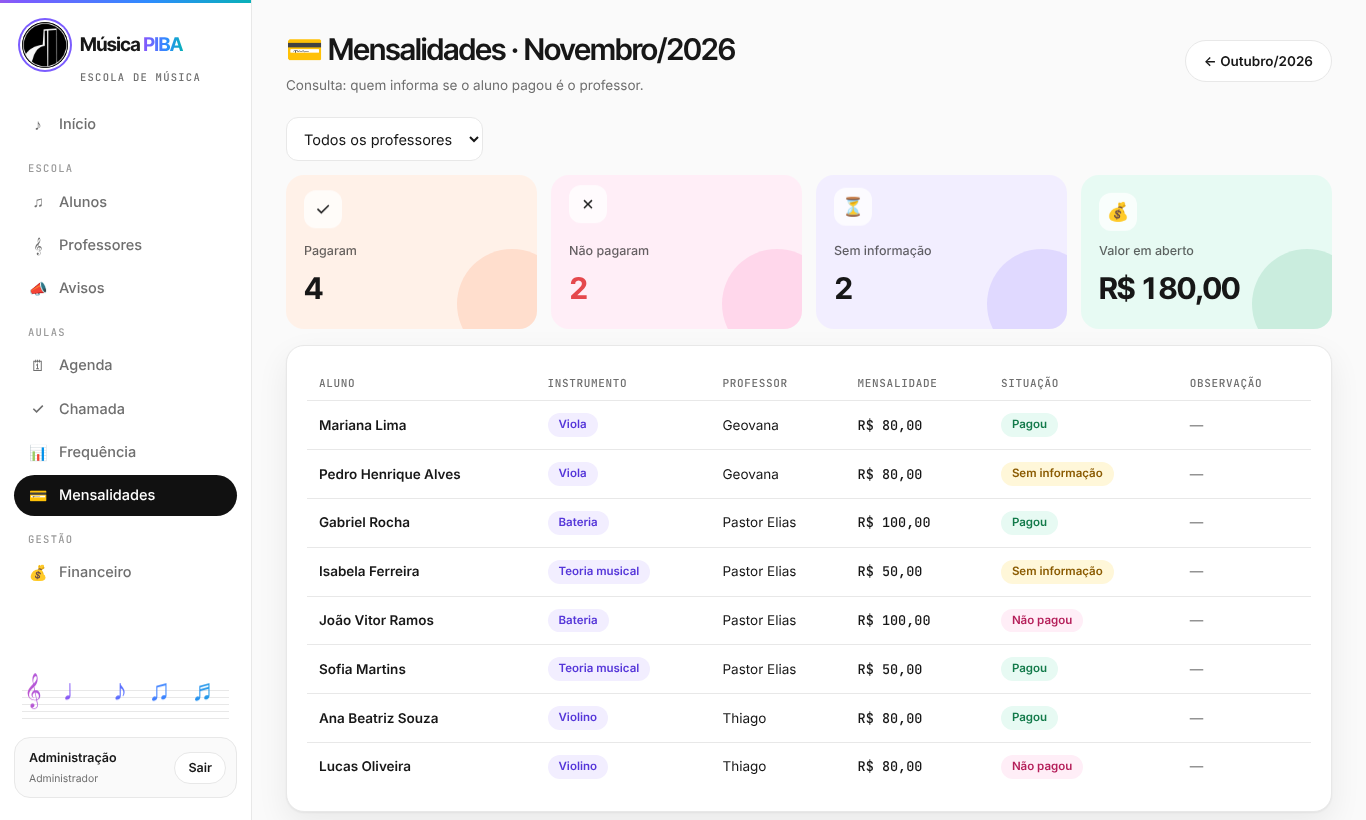 Música PIBA
ESCOLA DE MÚSICA
♪ Início
ESCOLA
♫ Alunos
Professores
Avisos
AULAS
Agenda
✓ Chamada
Frequência
Mensalidades
GESTÃO
Financeiro
Administração
Administrador
Sair
💳 Mensalidades · Novembro/2026
Consulta: quem informa se o aluno pagou é o professor.
← Outubro/2026
Todos os professores
✓
Pagaram
4
✕
Não pagaram
2
⏳
Sem informação
2
💰
Valor em aberto
R$ 180,00
ALUNO INSTRUMENTO PROFESSOR MENSALIDADE SITUAÇÃO OBSERVAÇÃO
Mariana Lima Viola Geovana R$ 80,00 Pagou —
Pedro Henrique Alves Viola Geovana R$ 80,00 Sem informação —
Gabriel Rocha Bateria Pastor Elias R$ 100,00 Pagou —
Isabela Ferreira Teoria musical Pastor Elias R$ 50,00 Sem informação —
João Vitor Ramos Bateria Pastor Elias R$ 100,00 Não pagou —
Sofia Martins Teoria musical Pastor Elias R$ 50,00 Pagou —
Ana Beatriz Souza Violino Thiago R$ 80,00 Pagou —
Lucas Oliveira Violino Thiago R$ 80,00 Não pagou —